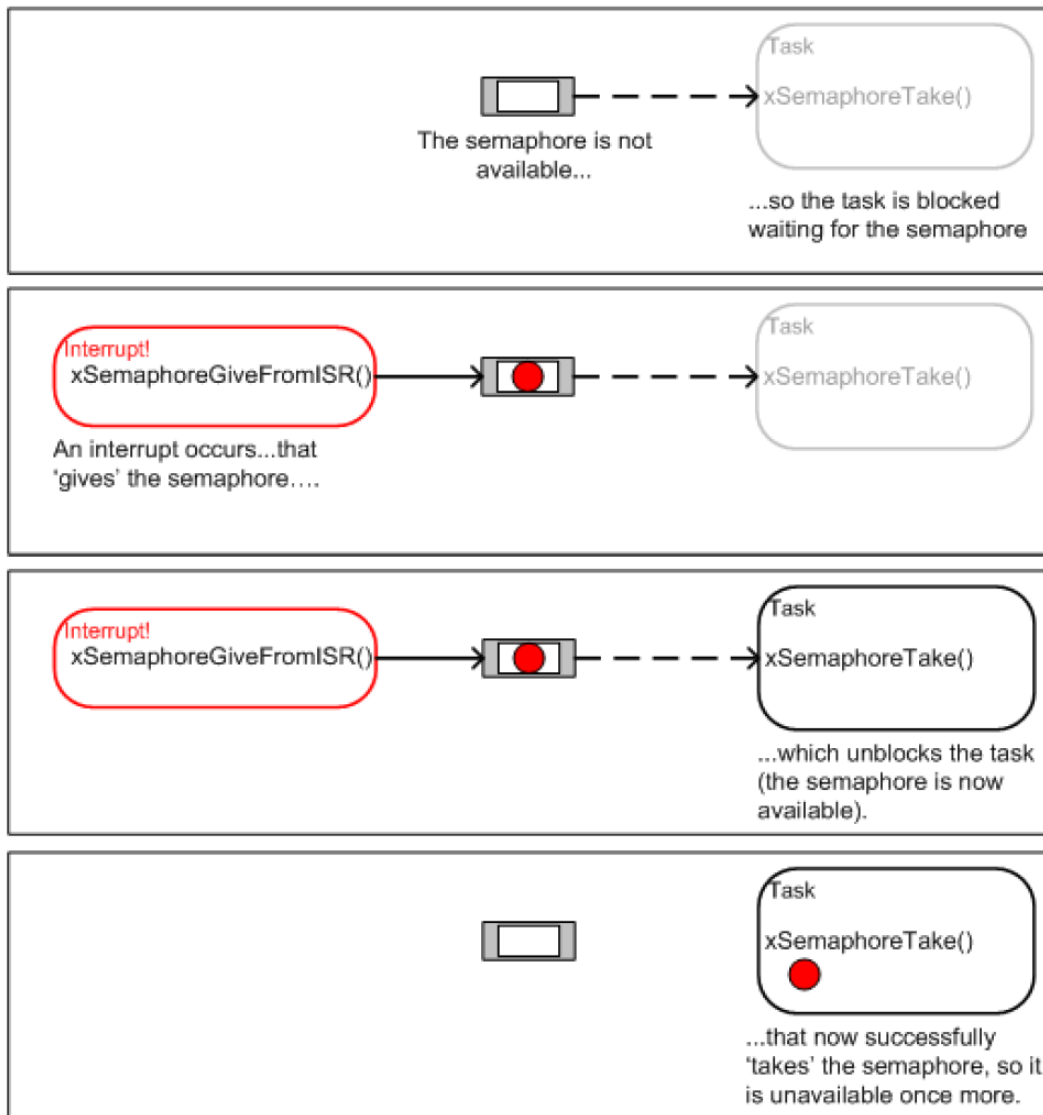 Task
xSemaphoreTake()
The semaphore is not
available...
...so the task is blocked
waiting for the semaphore
Interrupt!
xSemaphoreGiveFromISR()
Task
xSemaphoreTake()
An interrupt occurs...that
‘gives’ the semaphore….
Interrupt!
xSemaphoreGiveFromISR()
Task
xSemaphoreTake()
...which unblocks the task
(the semaphore is now
available).
Task
xSemaphoreTake()
...that now successfully
‘takes’ the semaphore, so it
is unavailable once more.